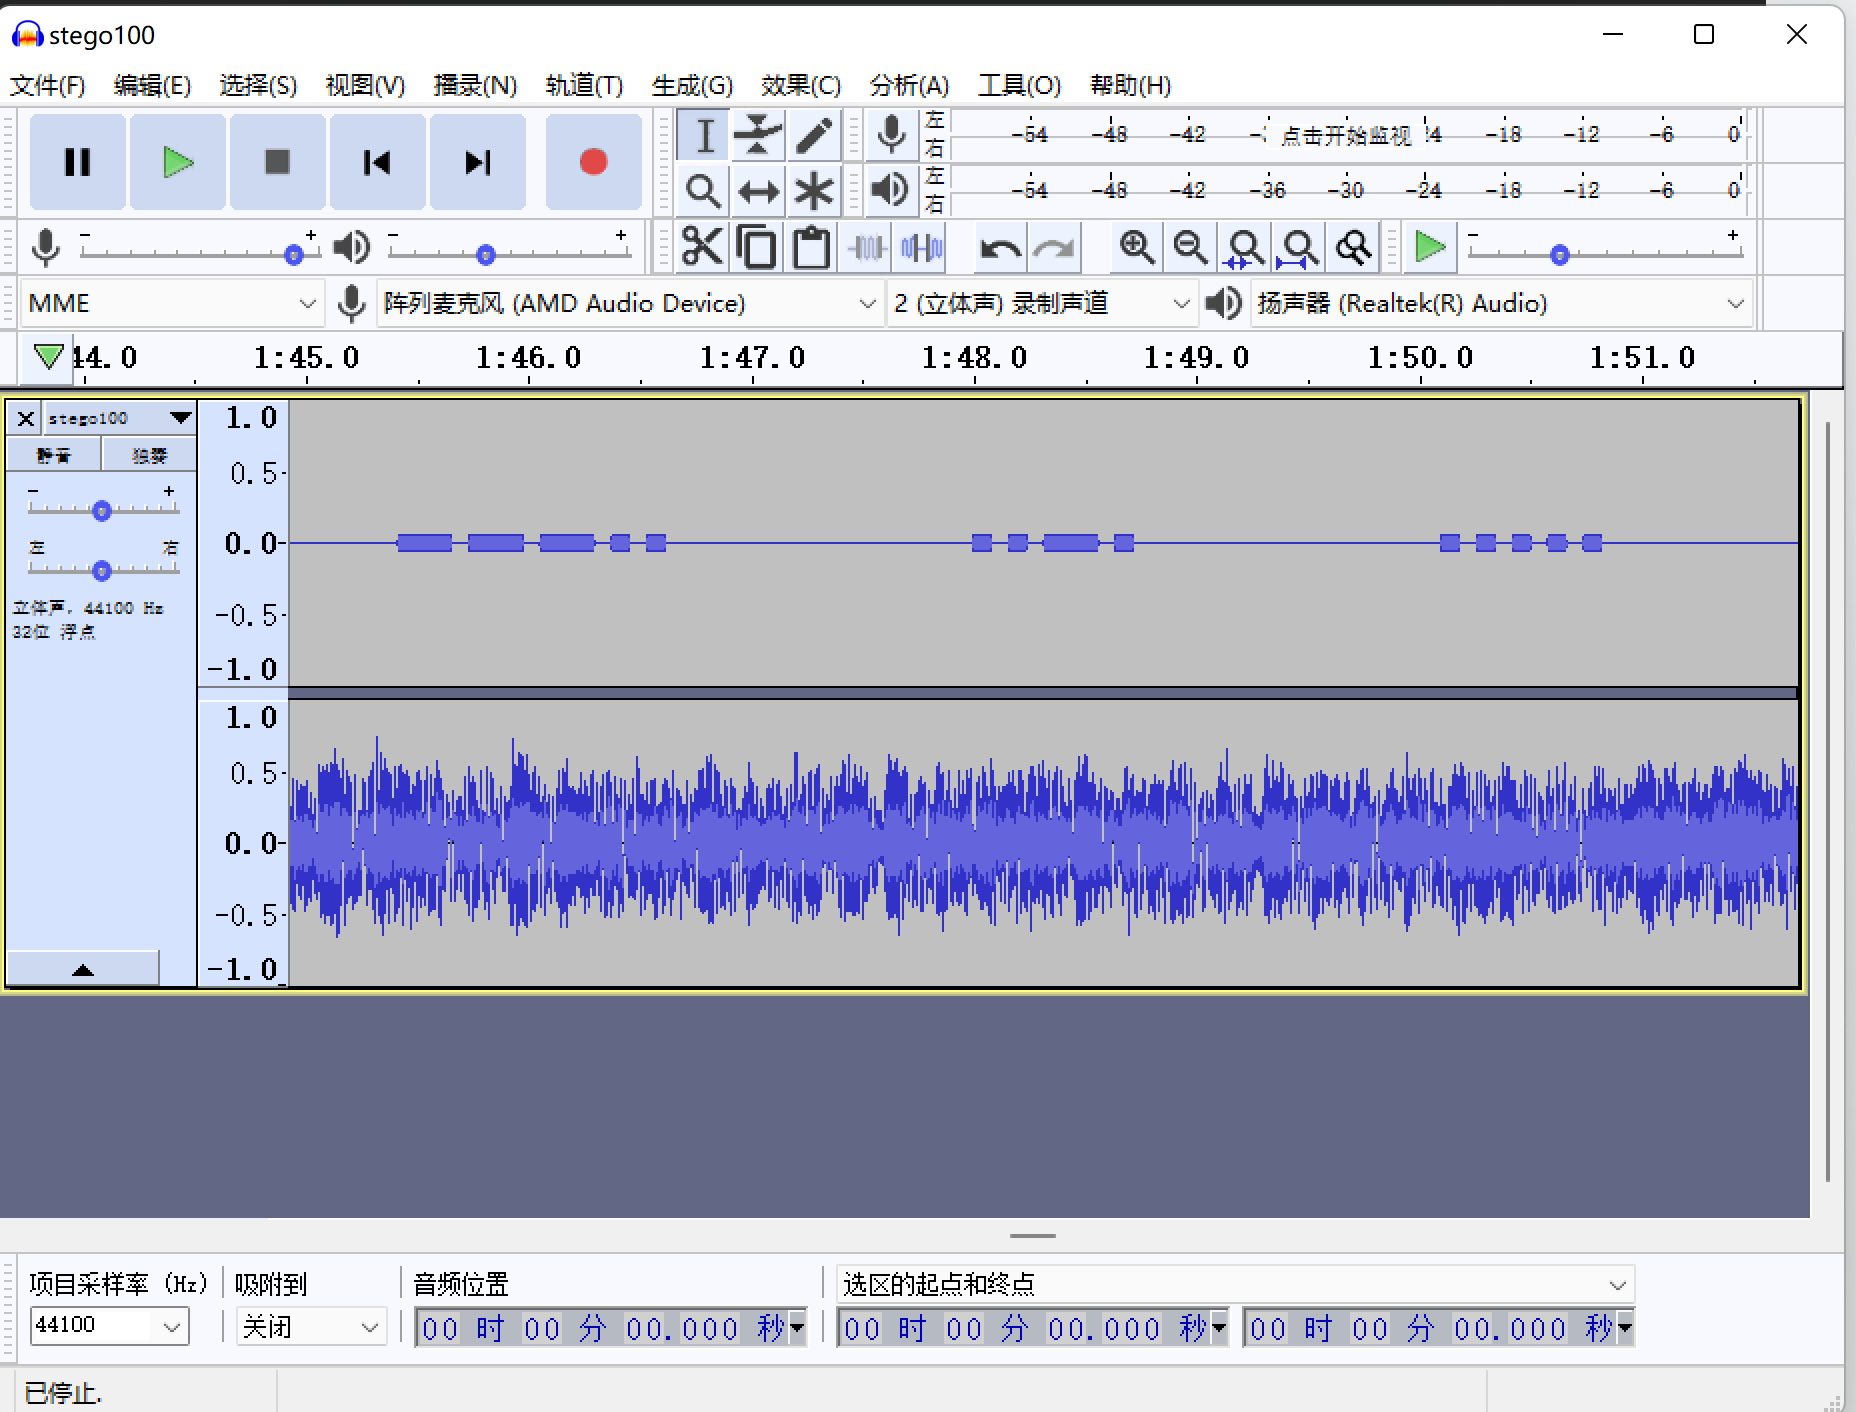 stego100
文件(F) 编辑(E) 选择(S) 视图(V) 播录(N) 轨道(T) 生成(G) 效果(C) 分析(A) 工具(O) 帮助(H)
左 -54 -48 -42 点击开始监视 -18 -12 -6 0
右
左 -54 -48 -42 -36 -30 -24 -18 -12 -6 0
右
- + - + - +
MME 阵列麦克风 (AMD Audio Device) 2 (立体声) 录制声道 扬声器 (Realtek(R) Audio)
44.0 1:45.0 1:46.0 1:47.0 1:48.0 1:49.0 1:50.0 1:51.0
stego100
静音 独奏
- +
左 右
立体声, 44100 Hz
32位 浮点
1.0
0.5
0.0
-0.5
-1.0
1.0
0.5
0.0
-0.5
-1.0
项目采样率 (Hz) 吸附到 音频位置 选区的起点和终点
44100 关闭 00 时 00 分 00.000 秒 00 时 00 分 00.000 秒 00 时 00 分 00.000 秒
已停止.